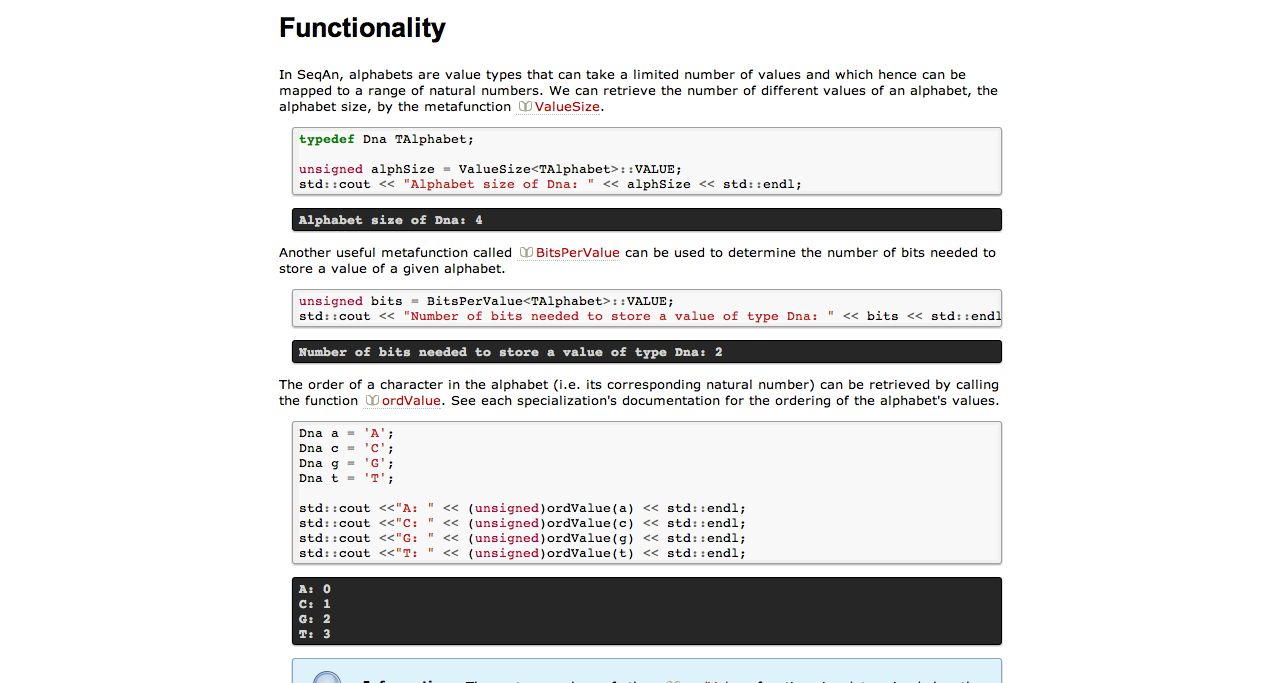 Functionality
In SeqAn, alphabets are value types that can take a limited number of values and which hence can be
mapped to a range of natural numbers. We can retrieve the number of different values of an alphabet, the
alphabet size, by the metafunction ValueSize.
typedef Dna TAlphabet;
unsigned alphSize = ValueSize<TAlphabet>::VALUE;
std::cout << "Alphabet size of Dna: " << alphSize << std::endl;
Alphabet size of Dna: 4
Another useful metafunction called BitsPerValue can be used to determine the number of bits needed to
store a value of a given alphabet.
unsigned bits = BitsPerValue<TAlphabet>::VALUE;
std::cout << "Number of bits needed to store a value of type Dna: " << bits << std::endl
Number of bits needed to store a value of type Dna: 2
The order of a character in the alphabet (i.e. its corresponding natural number) can be retrieved by calling
the function ordValue. See each specialization's documentation for the ordering of the alphabet's values.
Dna a = 'A';
Dna c = 'C';
Dna g = 'G';
Dna t = 'T';
std::cout <<"A: " << (unsigned)ordValue(a) << std::endl;
std::cout <<"C: " << (unsigned)ordValue(c) << std::endl;
std::cout <<"G: " << (unsigned)ordValue(g) << std::endl;
std::cout <<"T: " << (unsigned)ordValue(t) << std::endl;
A: 0
C: 1
G: 2
T: 3